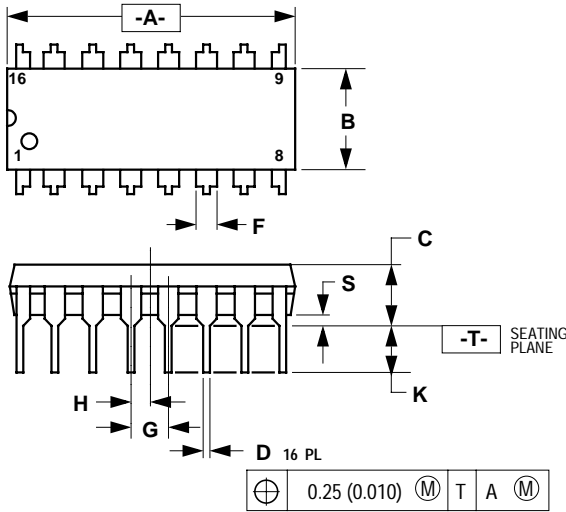 -A-
16 9
B
1 8
F
C
S
-T- SEATING
PLANE
K
H
G
D 16 PL
⌖ 0.25 (0.010) Ⓜ T A Ⓜ